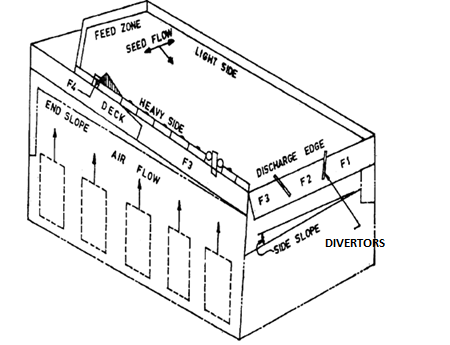 FEED ZONE
SEED FLOW
LIGHT SIDE
F4
HEAVY SIDE
DECK
END SLOPE
F3
AIR FLOW
DISCHARGE EDGE
F3
F2
F1
SIDE SLOPE
DIVERTORS